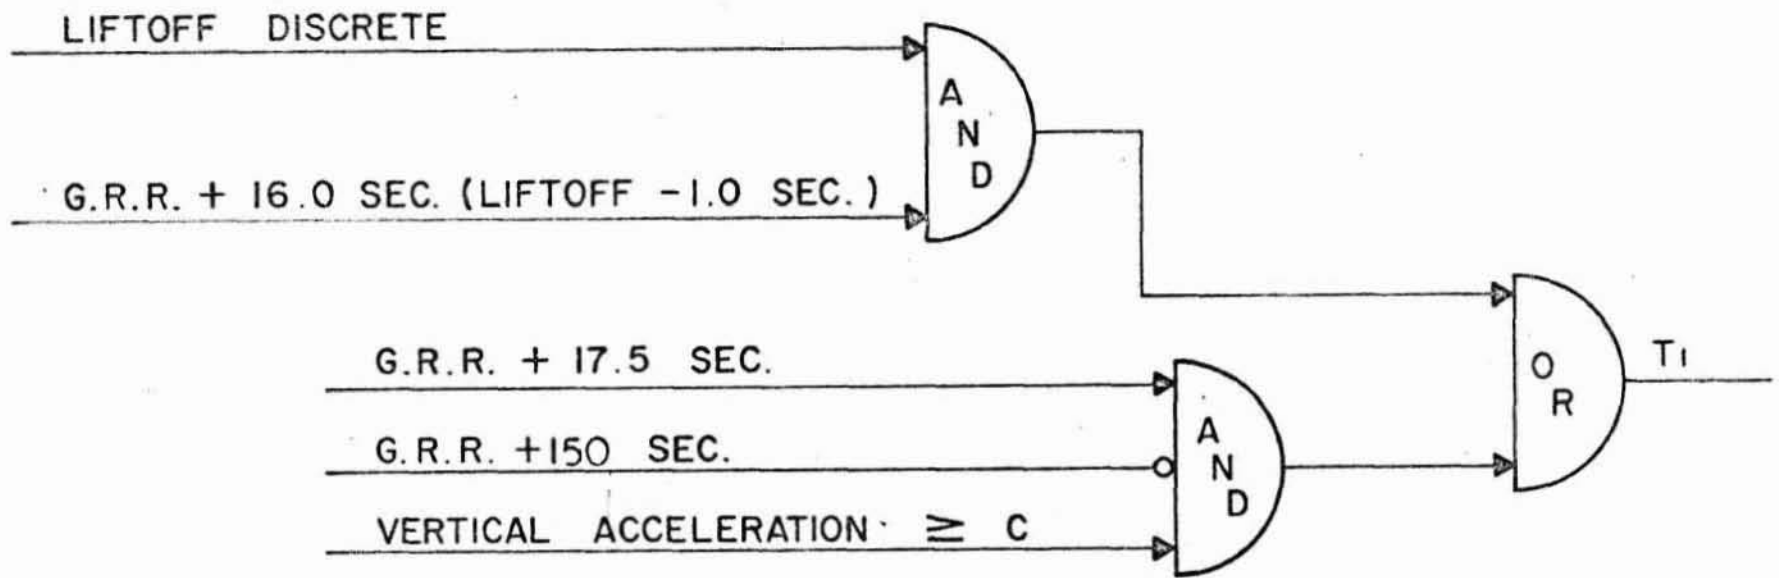 LIFTOFF DISCRETE
AND
G.R.R. + 16.0 SEC. (LIFTOFF -1.0 SEC.)
G.R.R. + 17.5 SEC.
G.R.R. +150 SEC.
VERTICAL ACCELERATION ≥ C
AND
OR
T1